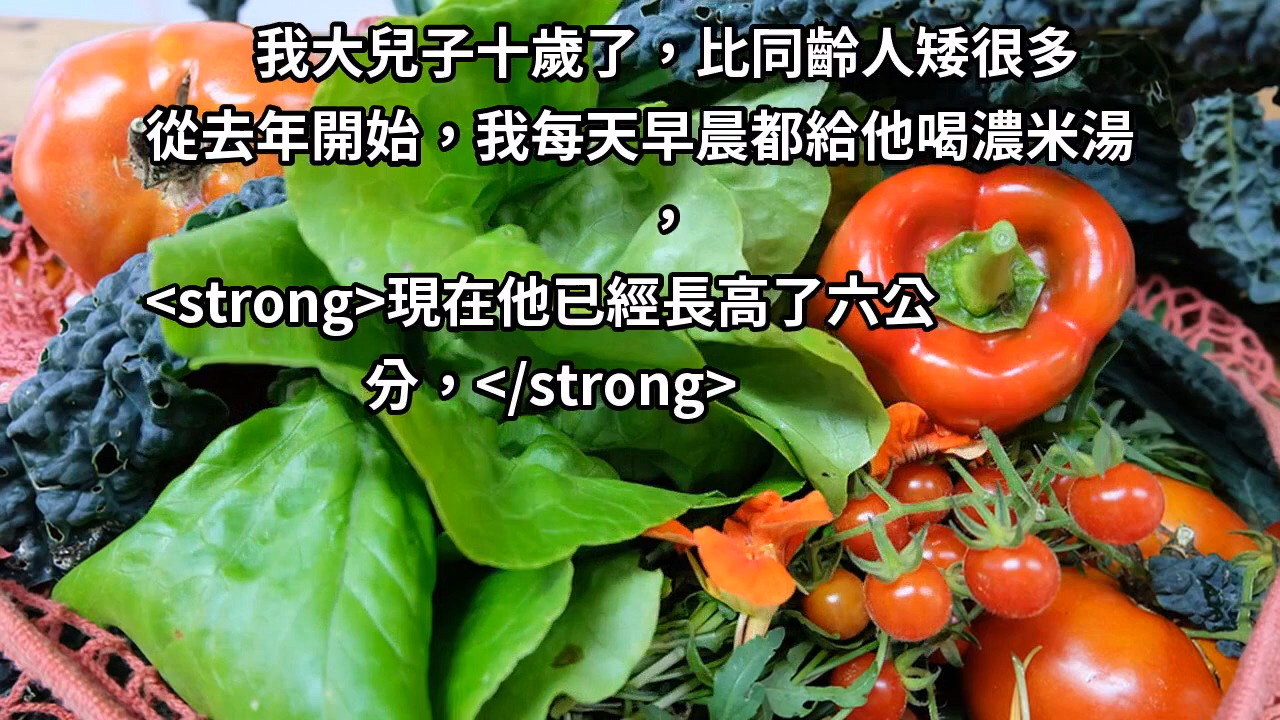 我大兒子十歲了，比同齡人矮很多
從去年開始，我每天早晨都給他喝濃米湯
，
<strong>現在他已經長高了六公
分，</strong>